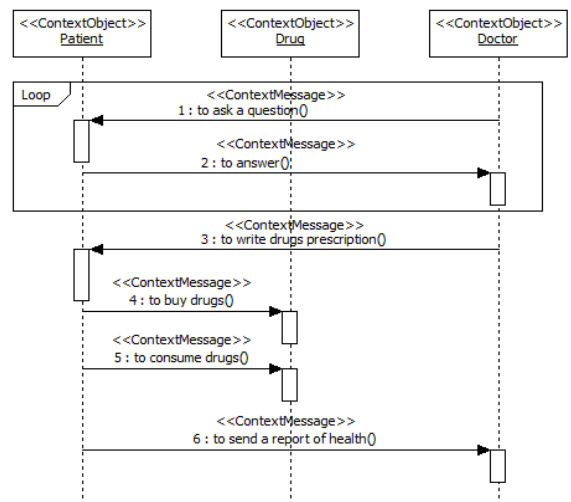 <<ContextObject>>
Patient
<<ContextObject>>
Drug
<<ContextObject>>
Doctor
Loop
<<ContextMessage>>
1 : to ask a question()
<<ContextMessage>>
2 : to answer()
<<ContextMessage>>
3 : to write drugs prescription()
<<ContextMessage>>
4 : to buy drugs()
<<ContextMessage>>
5 : to consume drugs()
<<ContextMessage>>
6 : to send a report of health()